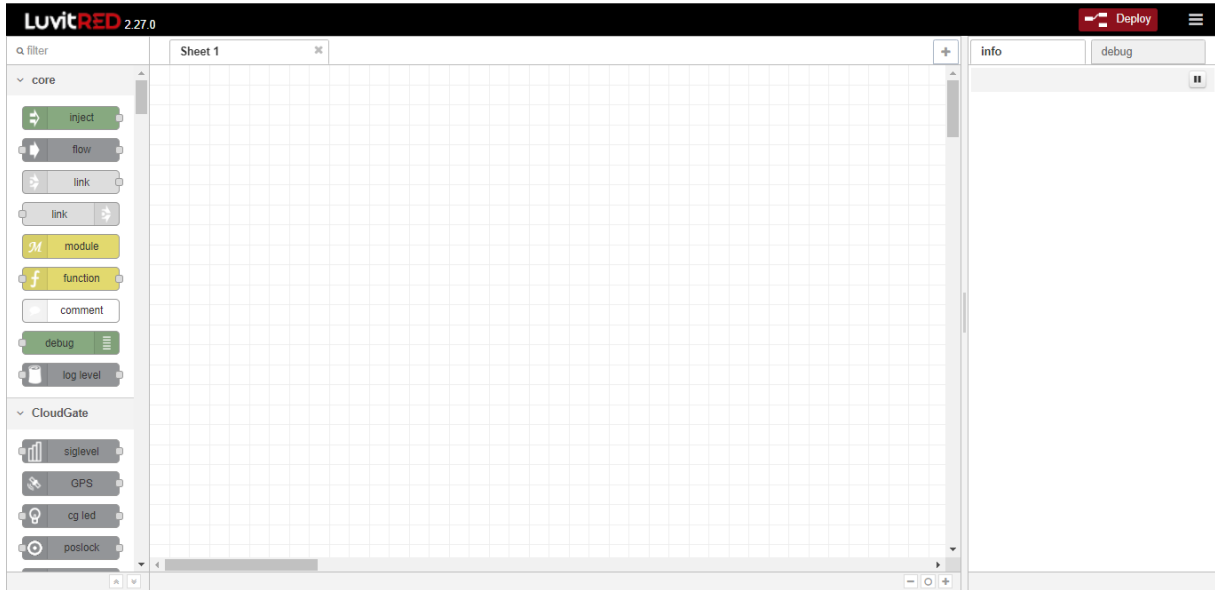 LUVitRED 2.27.0
Deploy
filter
Sheet 1
info
debug
core
inject
flow
link
link
module
function
comment
debug
log level
CloudGate
siglevel
GPS
cg led
poslock